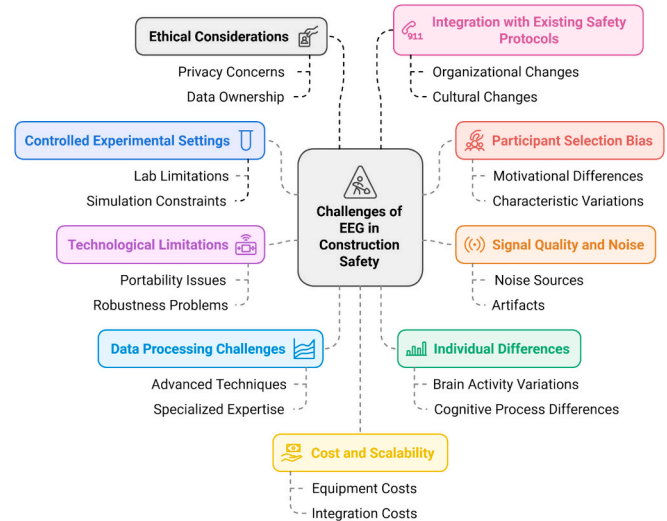 Ethical Considerations
Privacy Concerns
Data Ownership
911
Integration with Existing Safety
Protocols
Organizational Changes
Cultural Changes
Controlled Experimental Settings
Lab Limitations
Simulation Constraints
Participant Selection Bias
Motivational Differences
Characteristic Variations
Challenges of
EEG in
Construction
Safety
Technological Limitations
Portability Issues
Robustness Problems
Signal Quality and Noise
Noise Sources
Artifacts
Data Processing Challenges
Advanced Techniques
Specialized Expertise
Individual Differences
Brain Activity Variations
Cognitive Process Differences
Cost and Scalability
Equipment Costs
Integration Costs